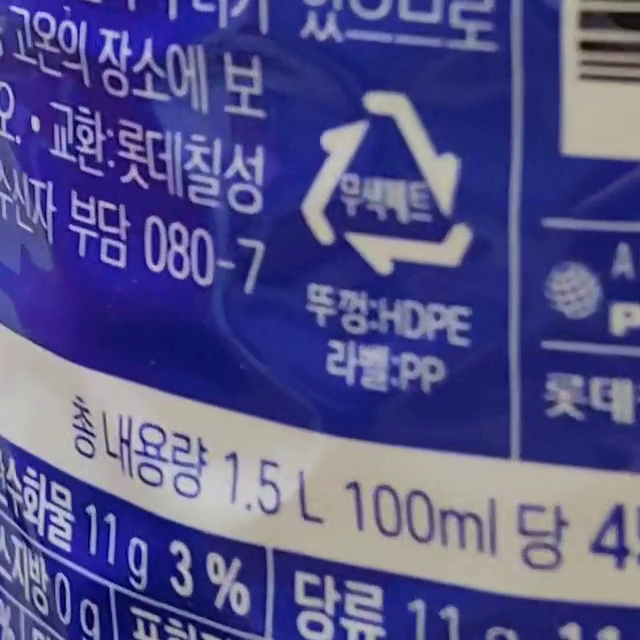 있으므로
고온의 장소에 보
오. • 교환:롯데칠성
수신자 부담 080-7
무색페트
뚜껑:HDPE
라벨:PP
롯데
총 내용량 1.5 L 100ml 당 4
탄수화물 11 g 3 %
당류 11 g
지방 0 g